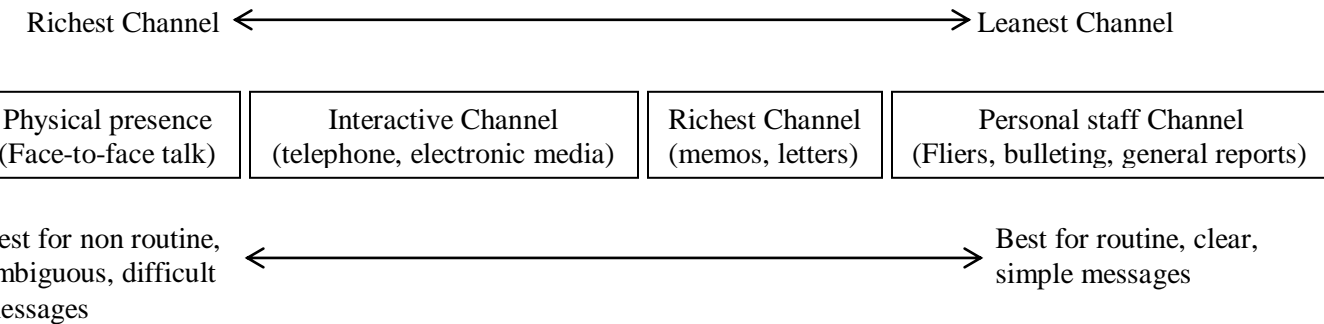 Richest Channel
Leanest Channel
Physical presence
(Face-to-face talk)
Interactive Channel
(telephone, electronic media)
Richest Channel
(memos, letters)
Personal staff Channel
(Fliers, bulleting, general reports)
est for non routine,
mbiguous, difficult
essages
Best for routine, clear,
simple messages